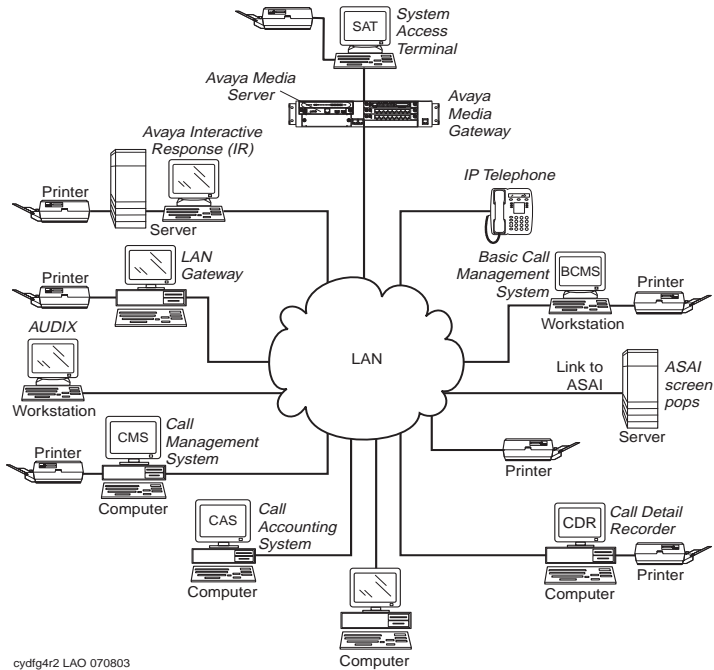 SAT
System
Access
Terminal
Avaya Media
Server
Avaya
Media
Gateway
Avaya Interactive
Response (IR)
Printer
Server
IP Telephone
Printer
LAN
Gateway
Basic Call
Management
System
BCMS
Printer
Workstation
AUDIX
Workstation
LAN
Link to
ASAI
ASAI
screen
pops
Server
Printer
CMS
Call
Management
System
Computer
Printer
CAS
Call
Accounting
System
Computer
CDR
Call Detail
Recorder
Printer
Computer
Computer
cydfg4r2 LAO 070803